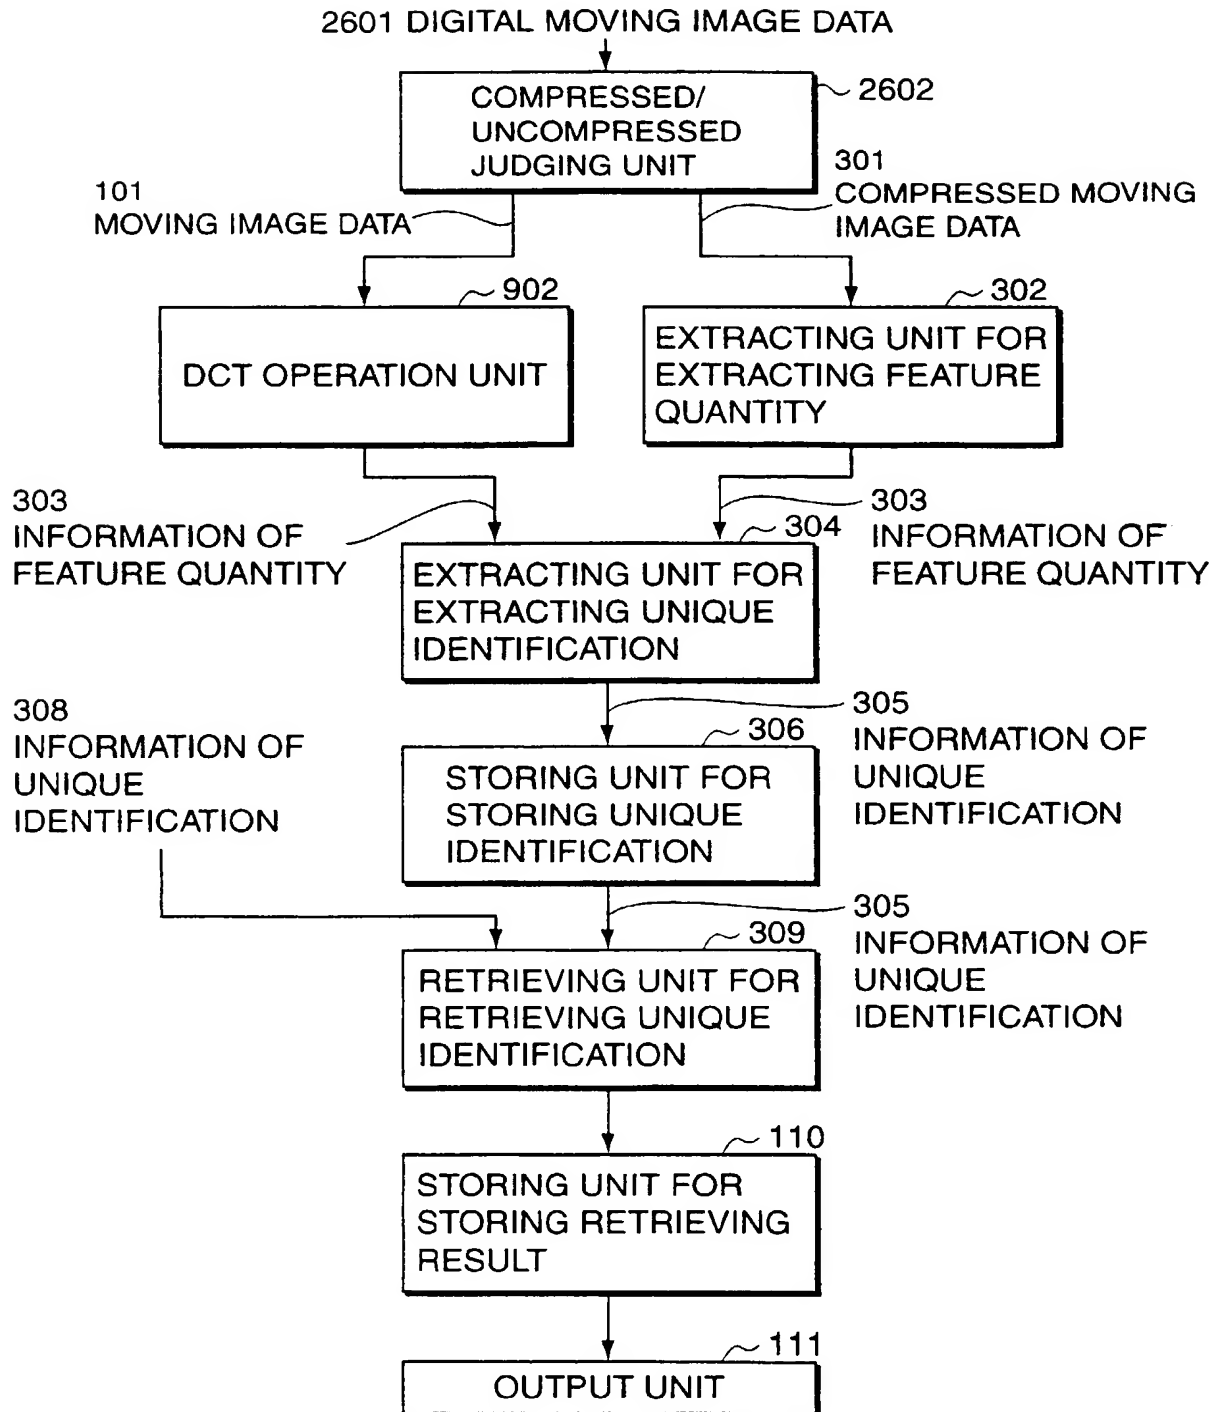 2601 DIGITAL MOVING IMAGE DATA
COMPRESSED/
UNCOMPRESSED
JUDGING UNIT
2602
101
MOVING IMAGE DATA
301
COMPRESSED MOVING
IMAGE DATA
902
DCT OPERATION UNIT
302
EXTRACTING UNIT FOR
EXTRACTING FEATURE
QUANTITY
303
INFORMATION OF
FEATURE QUANTITY
303
INFORMATION OF
FEATURE QUANTITY
304
EXTRACTING UNIT FOR
EXTRACTING UNIQUE
IDENTIFICATION
305
INFORMATION OF
UNIQUE
IDENTIFICATION
308
INFORMATION OF
UNIQUE
IDENTIFICATION
306
STORING UNIT FOR
STORING UNIQUE
IDENTIFICATION
305
INFORMATION OF
UNIQUE
IDENTIFICATION
309
RETRIEVING UNIT FOR
RETRIEVING UNIQUE
IDENTIFICATION
110
STORING UNIT FOR
STORING RETRIEVING
RESULT
111
OUTPUT UNIT